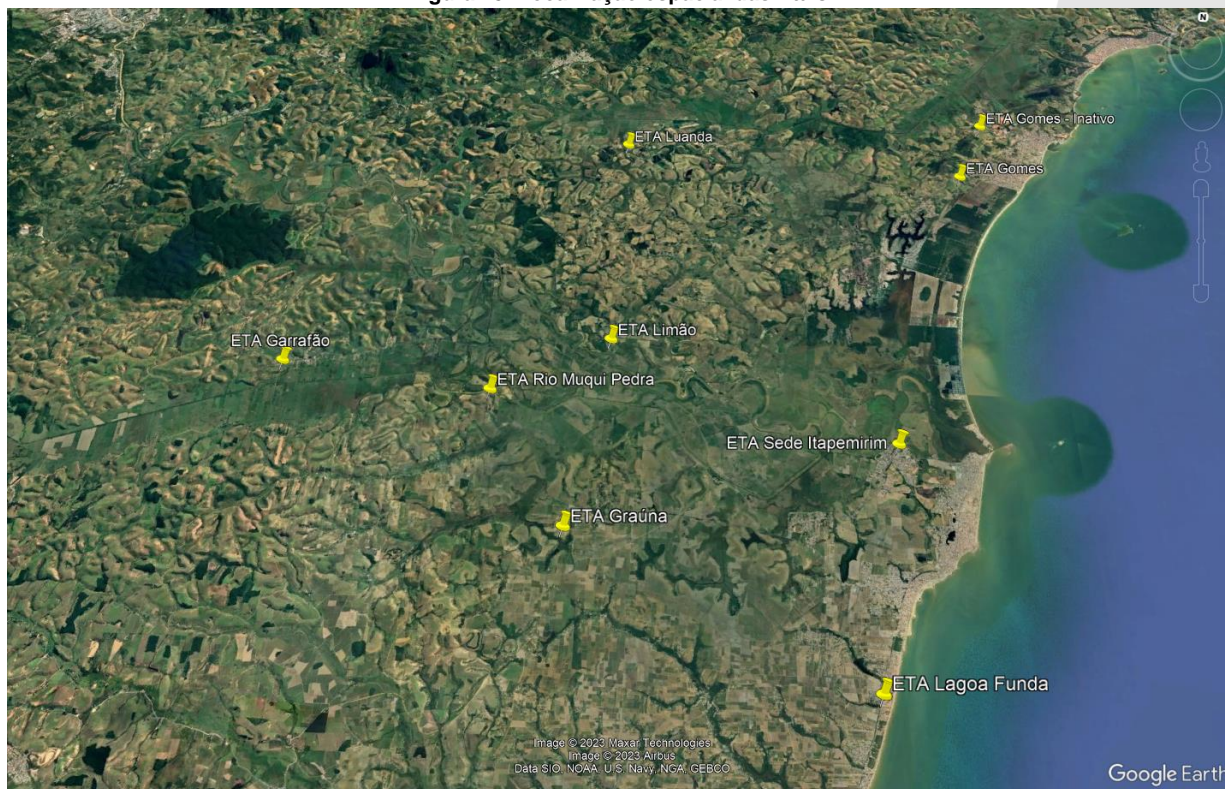 N
ETA Gomes - Inativo
ETA Luanda
ETA Gomes
ETA Limão
ETA Garrafão
ETA Rio Muqui Pedra
ETA Sede Itapemirim
ETA Graúna
ETA Lagoa Funda
Image © 2023 Maxar Technologies
Image © 2023 Airbus
Data SIO, NOAA, U.S. Navy, NGA, GEBCO
Google Earth